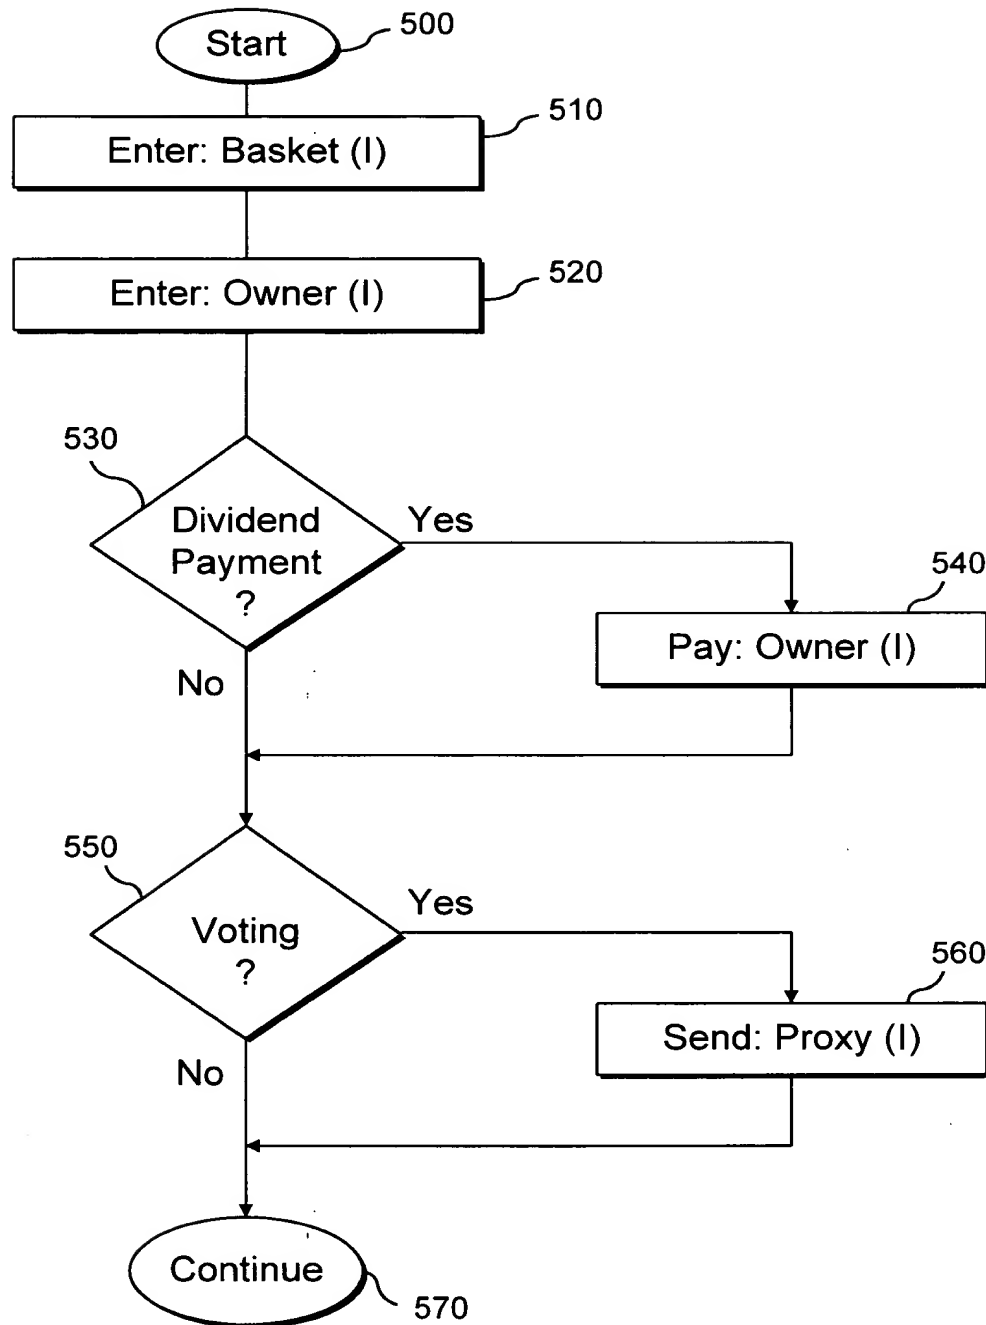 Start
500
510
Enter: Basket (I)
520
Enter: Owner (I)
530
Dividend
Payment
?
Yes
540
Pay: Owner (I)
No
550
Voting
?
Yes
560
Send: Proxy (I)
No
Continue
570